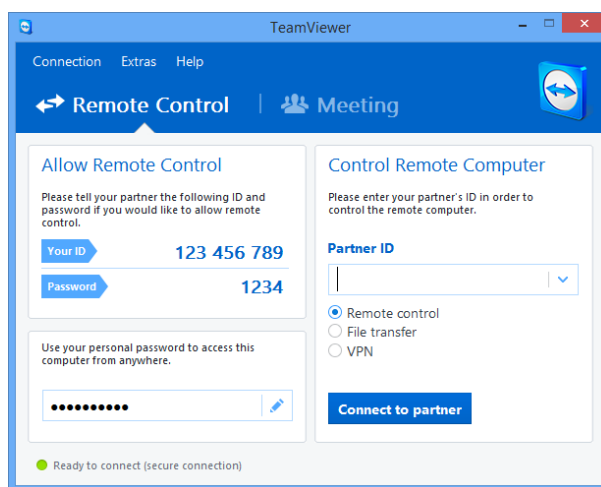 TeamViewer
Connection Extras Help
Remote Control Meeting
Allow Remote Control
Please tell your partner the following ID and
password if you would like to allow remote
control.
Your ID 123 456 789
Password 1234
Use your personal password to access this
computer from anywhere.
Control Remote Computer
Please enter your partner's ID in order to
control the remote computer.
Partner ID
Remote control
File transfer
VPN
Connect to partner
Ready to connect (secure connection)